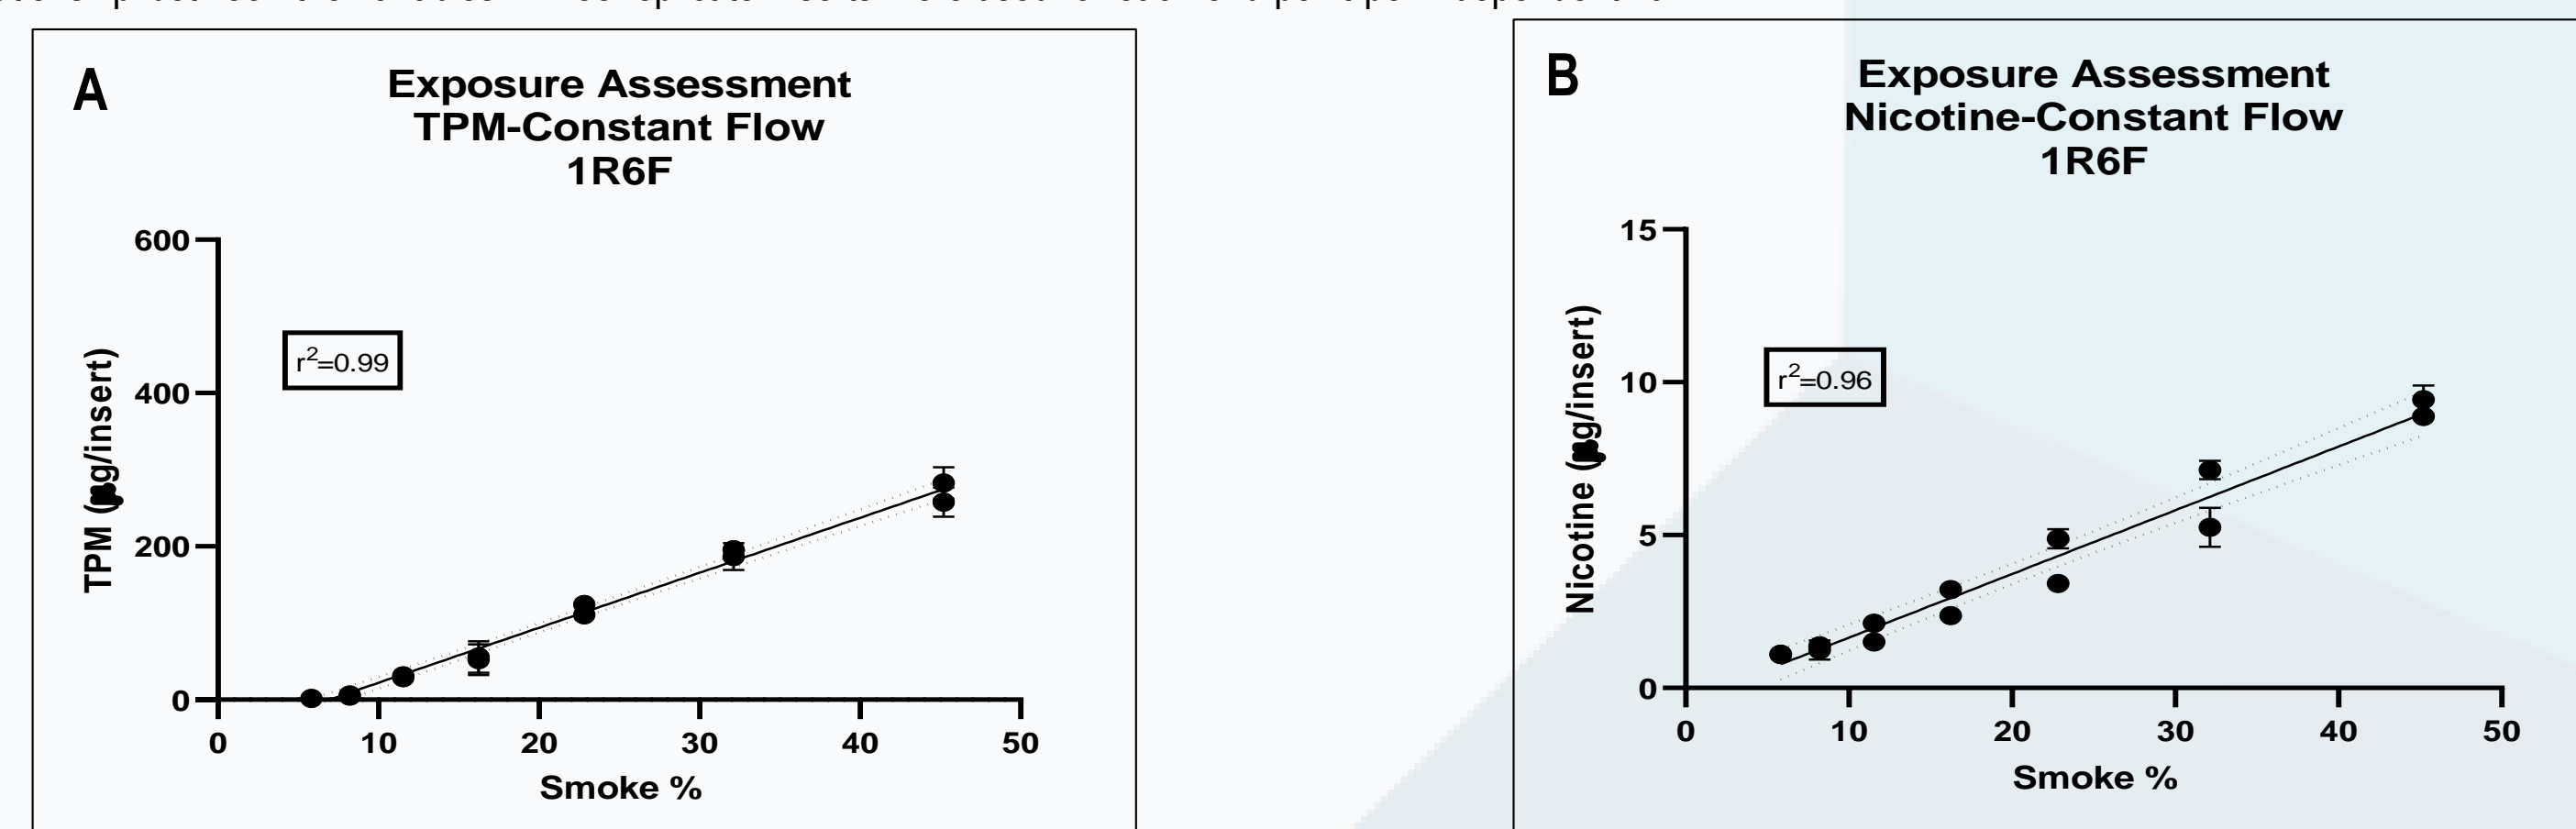 A
Exposure Assessment
TPM-Constant Flow
1R6F
600
400
200
0
r²=0.99
TPM (µg/insert)
0 10 20 30 40 50
Smoke %
B
Exposure Assessment
Nicotine-Constant Flow
1R6F
15
10
5
0
r²=0.96
Nicotine (µg/insert)
0 10 20 30 40 50
Smoke %